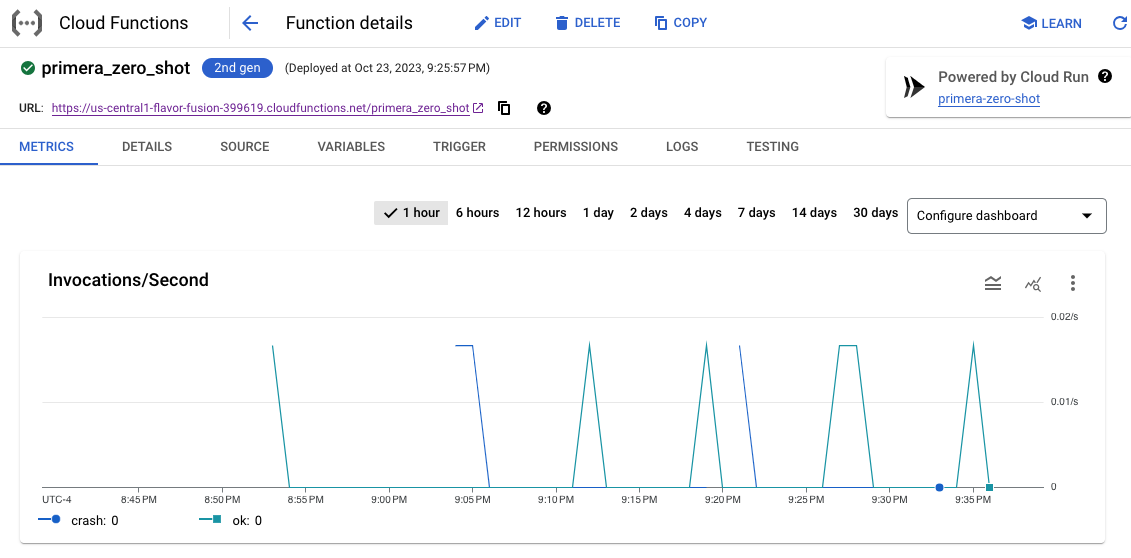 Cloud Functions
Function details
EDIT
DELETE
COPY
LEARN
primera_zero_shot
2nd gen
(Deployed at Oct 23, 2023, 9:25:57 PM)
Powered by Cloud Run
primera-zero-shot
URL: https://us-central1-flavor-fusion-399619.cloudfunctions.net/primera_zero_shot
METRICS DETAILS SOURCE VARIABLES TRIGGER PERMISSIONS LOGS TESTING
1 hour 6 hours 12 hours 1 day 2 days 4 days 7 days 14 days 30 days Configure dashboard
Invocations/Second
0.02/s
0.01/s
0
UTC-4 8:45 PM 8:50 PM 8:55 PM 9:00 PM 9:05 PM 9:10 PM 9:15 PM 9:20 PM 9:25 PM 9:30 PM 9:35 PM
crash: 0 ok: 0